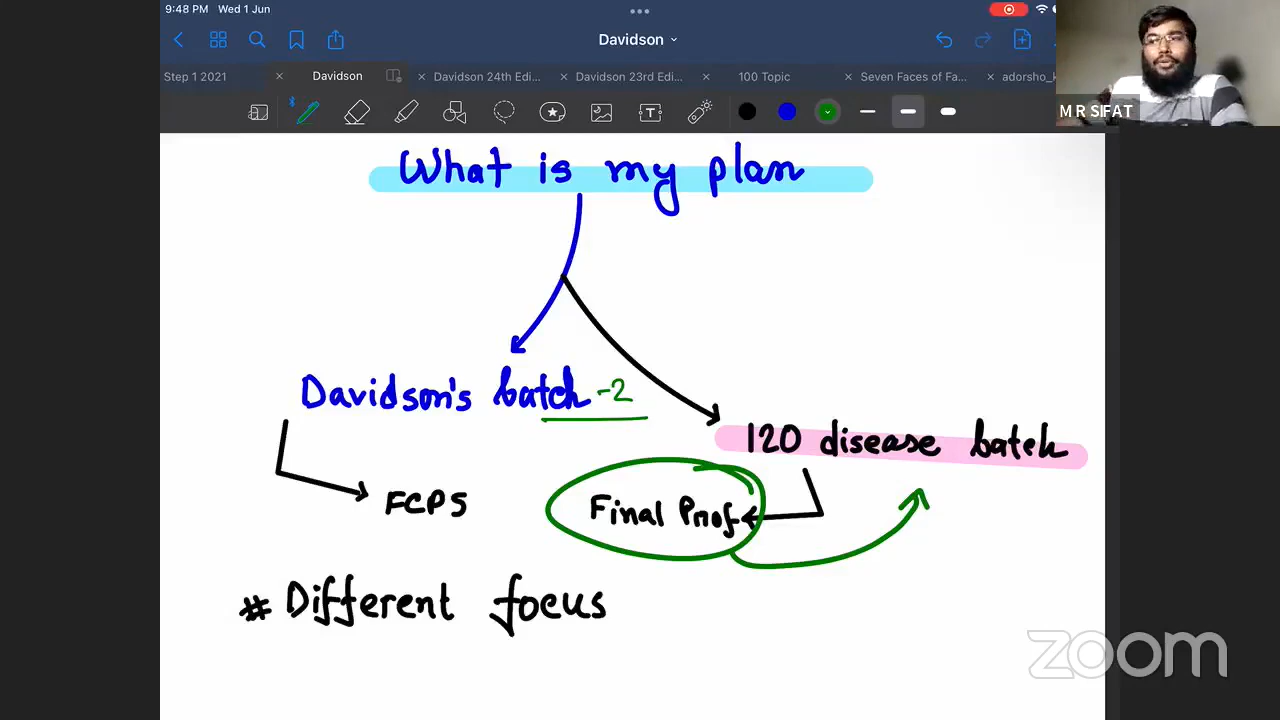 9:48 PM Wed 1 Jun
Davidson
Step 1 2021
Davidson
Davidson 24th Edi...
Davidson 23rd Edi...
100 Topic
Seven Faces of Fa...
adorsho_k
M R SIFAT
What is my plan
Davidson's batch -2
120 disease batch
FCPS
Final Prof
# Different focus
zoom